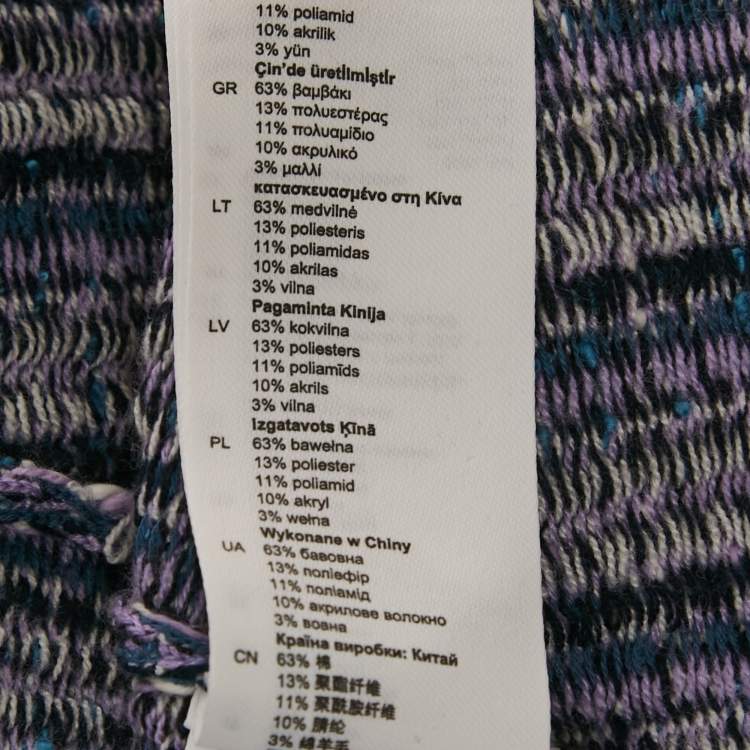 11% poliamid
10% akrilik
3% yün
Çin'de üretilmiştir
GR 63% βαμβάκι
13% πολυεστέρας
11% πολυαμίδιο
10% ακρυλικό
3% μαλλί
κατασκευασμένο στη Κίνα
LT 63% medvilnė
13% poliesteris
11% poliamidas
10% akrilas
3% vilna
Pagaminta Kinija
LV 63% kokvilna
13% poliesters
11% poliamīds
10% akrils
3% vilna
Izgatavots Ķīnā
PL 63% bawełna
13% poliester
11% poliamid
10% akryl
3% wełna
Wykonane w Chiny
UA 63% бавовна
13% поліефір
11% поліамід
10% акрилове волокно
3% вовна
Країна виробки: Китай
CN 63% 棉
13% 聚酯纤维
11% 聚酰胺纤维
10% 腈纶
3% 绵羊毛